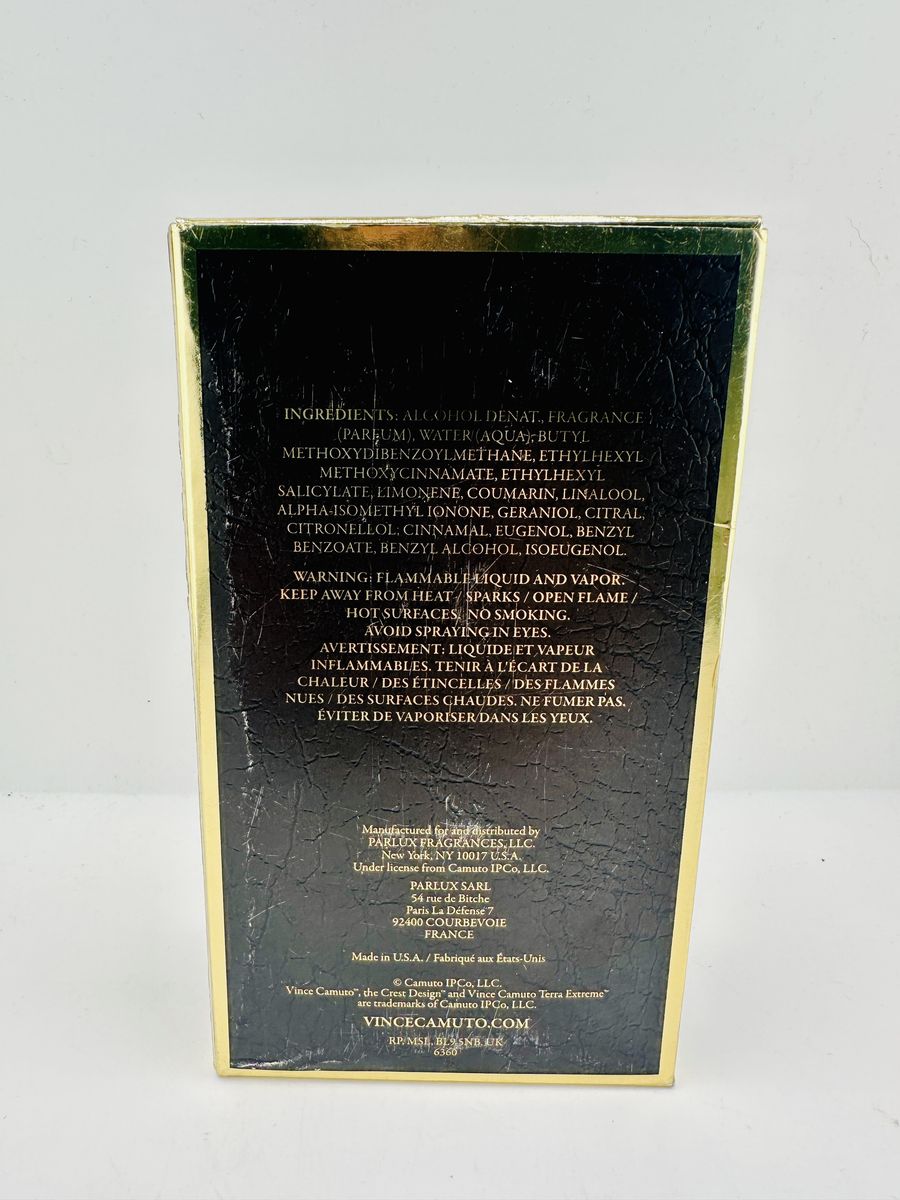 INGREDIENTS: ALCOHOL DENAT., FRAGRANCE
(PARFUM), WATER (AQUA), BUTYL
METHOXYDIBENZOYLMETHANE, ETHYLHEXYL
METHOXYCINNAMATE, ETHYLHEXYL
SALICYLATE, LIMONENE, COUMARIN, LINALOOL,
ALPHA-ISOMETHYL IONONE, GERANIOL, CITRAL,
CITRONELLOL, CINNAMAL, EUGENOL, BENZYL
BENZOATE, BENZYL ALCOHOL, ISOEUGENOL.
WARNING: FLAMMABLE LIQUID AND VAPOR.
KEEP AWAY FROM HEAT / SPARKS / OPEN FLAME /
HOT SURFACES. NO SMOKING.
AVOID SPRAYING IN EYES.
AVERTISSEMENT: LIQUIDE ET VAPEUR
INFLAMMABLES. TENIR À L'ÉCART DE LA
CHALEUR / DES ÉTINCELLES / DES FLAMMES
NUES / DES SURFACES CHAUDES. NE FUMER PAS.
ÉVITER DE VAPORISER DANS LES YEUX.
Manufactured for and distributed by
PARLUX FRAGRANCES, LLC.
New York, NY 10017 U.S.A.
Under license from Camuto IPCo, LLC.
PARLUX SARL
54 rue de Bitche
Paris La Défense 7
92400 COURBEVOIE
FRANCE
Made in U.S.A. / Fabriqué aux États-Unis
© Camuto IPCo, LLC.
Vince Camuto™, the Crest Design™ and Vince Camuto Terra Extreme™
are trademarks of Camuto IPCo, LLC.
VINCECAMUTO.COM
RP. MSL. BL9 5NB. UK
6360